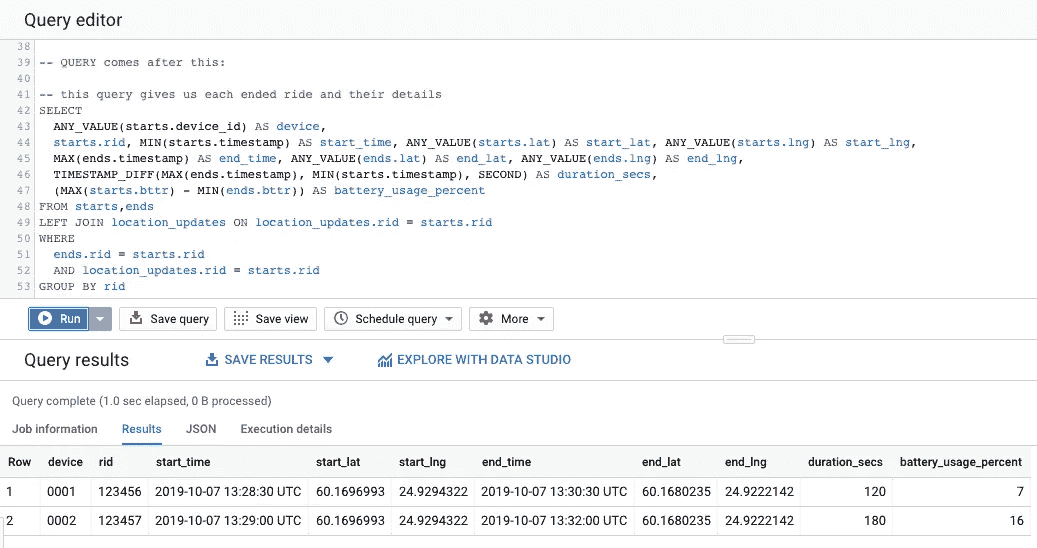 Query editor
38
39 -- QUERY comes after this:
40
41 -- this query gives us each ended ride and their details
42 SELECT
43 ANY_VALUE(starts.device_id) AS device,
44 starts.rid, MIN(starts.timestamp) AS start_time, ANY_VALUE(starts.lat) AS start_lat, ANY_VALUE(starts.lng) AS start_lng,
45 MAX(ends.timestamp) AS end_time, ANY_VALUE(ends.lat) AS end_lat, ANY_VALUE(ends.lng) AS end_lng,
46 TIMESTAMP_DIFF(MAX(ends.timestamp), MIN(starts.timestamp), SECOND) AS duration_secs,
47 (MAX(starts.bttr) - MIN(ends.bttr)) AS battery_usage_percent
48 FROM starts,ends
49 LEFT JOIN location_updates ON location_updates.rid = starts.rid
50 WHERE
51 ends.rid = starts.rid
52 AND location_updates.rid = starts.rid
53 GROUP BY rid
Run Save query Save view Schedule query More
Query results SAVE RESULTS EXPLORE WITH DATA STUDIO
Query complete (1.0 sec elapsed, 0 B processed)
Job information Results JSON Execution details
Row device rid start_time start_lat start_lng end_time end_lat end_lng duration_secs battery_usage_percent
1 0001 123456 2019-10-07 13:28:30 UTC 60.1696993 24.9294322 2019-10-07 13:30:30 UTC 60.1680235 24.9222142 120 7
2 0002 123457 2019-10-07 13:29:00 UTC 60.1696993 24.9294322 2019-10-07 13:32:00 UTC 60.1680235 24.9222142 180 16